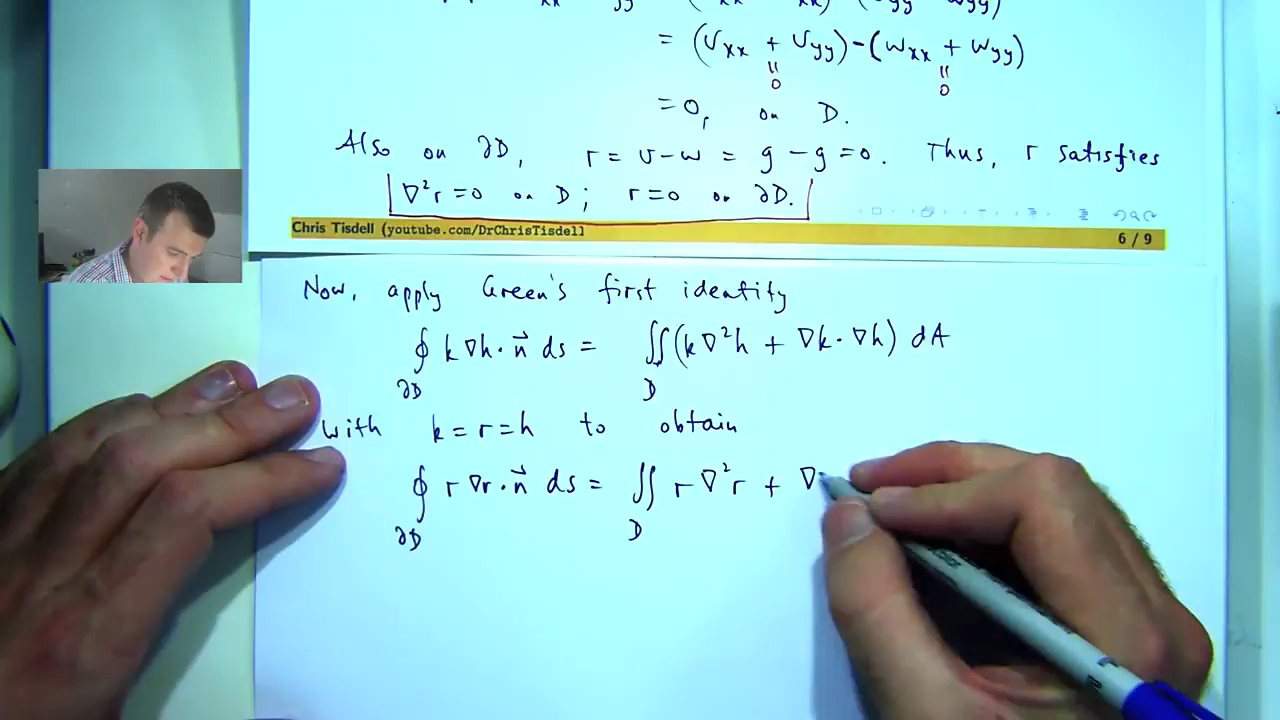 = (v_xx + v_yy) - (w_xx + w_yy)
" "
0 0
= 0, on D.
Also on ∂D, r = v - w = g - g = 0. Thus, r satisfies
∇²r = 0 on D; r = 0 on ∂D.
Chris Tisdell (youtube.com/DrChrisTisdell 6 / 9
Now, apply Green's first identity
∮ k ∇h · n⃗ ds = ∬ (k ∇²h + ∇k · ∇h) dA
∂D D
with k = r = h to obtain
∮ r ∇r · n⃗ ds = ∬ r ∇²r + ∇
∂D D